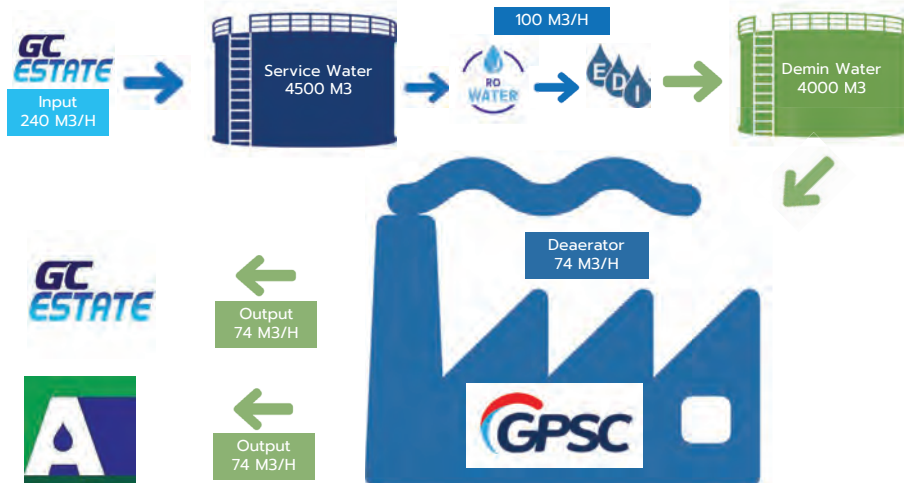 100 M3/H
GC
ESTATE
Input
240 M3/H
Service Water
4500 M3
RO
WATER
EDI
Demin Water
4000 M3
Deaerator
74 M3/H
GC
ESTATE
Output
74 M3/H
A
Output
74 M3/H
GPSC